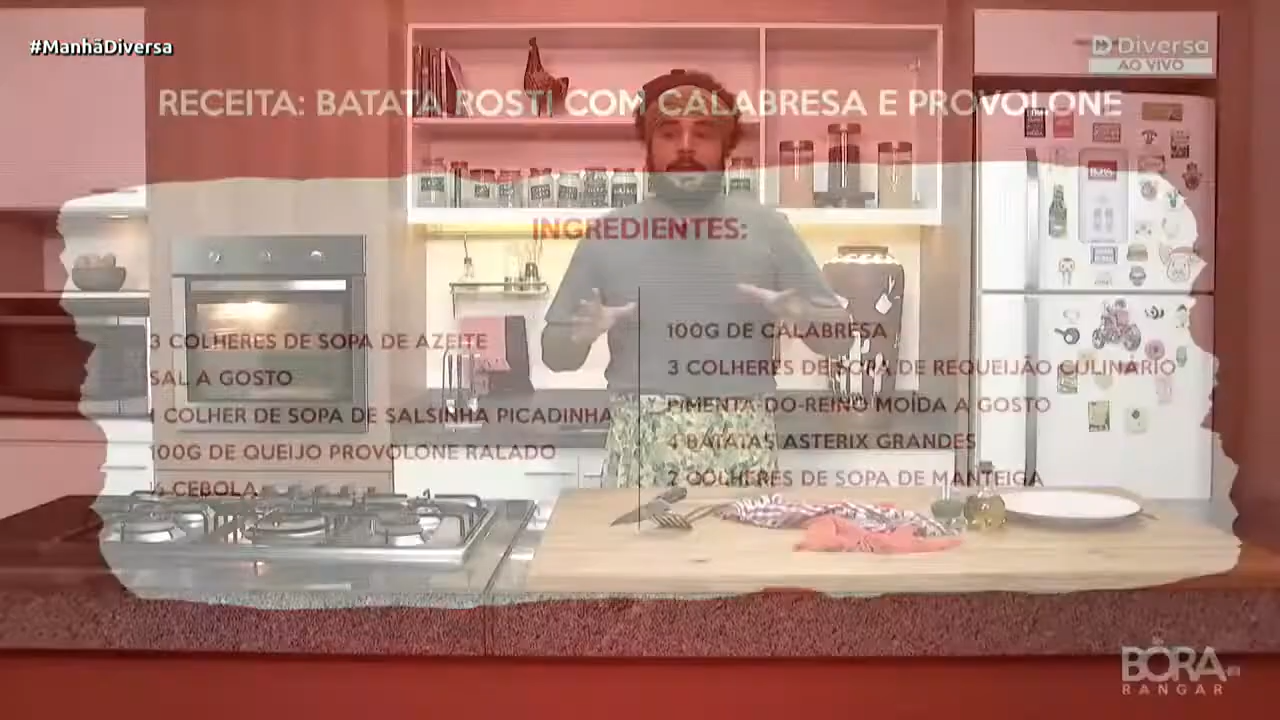 #ManhãDiversa
Diversa
AO VIVO
RECEITA: BATATA ROSTI COM CALABRESA E PROVOLONE
INGREDIENTES:
3 COLHERES DE SOPA DE AZEITE
SAL A GOSTO
1 COLHER DE SOPA DE SALSINHA PICADINHA
100G DE QUEIJO PROVOLONE RALADO
½ CEBOLA
100G DE CALABRESA
3 COLHERES DE SOPA DE REQUEIJÃO CULINÁRIO
PIMENTA-DO-REINO MOÍDA A GOSTO
4 BATATAS ASTERIX GRANDES
2 COLHERES DE SOPA DE MANTEIGA
BÓRA
RANGAR